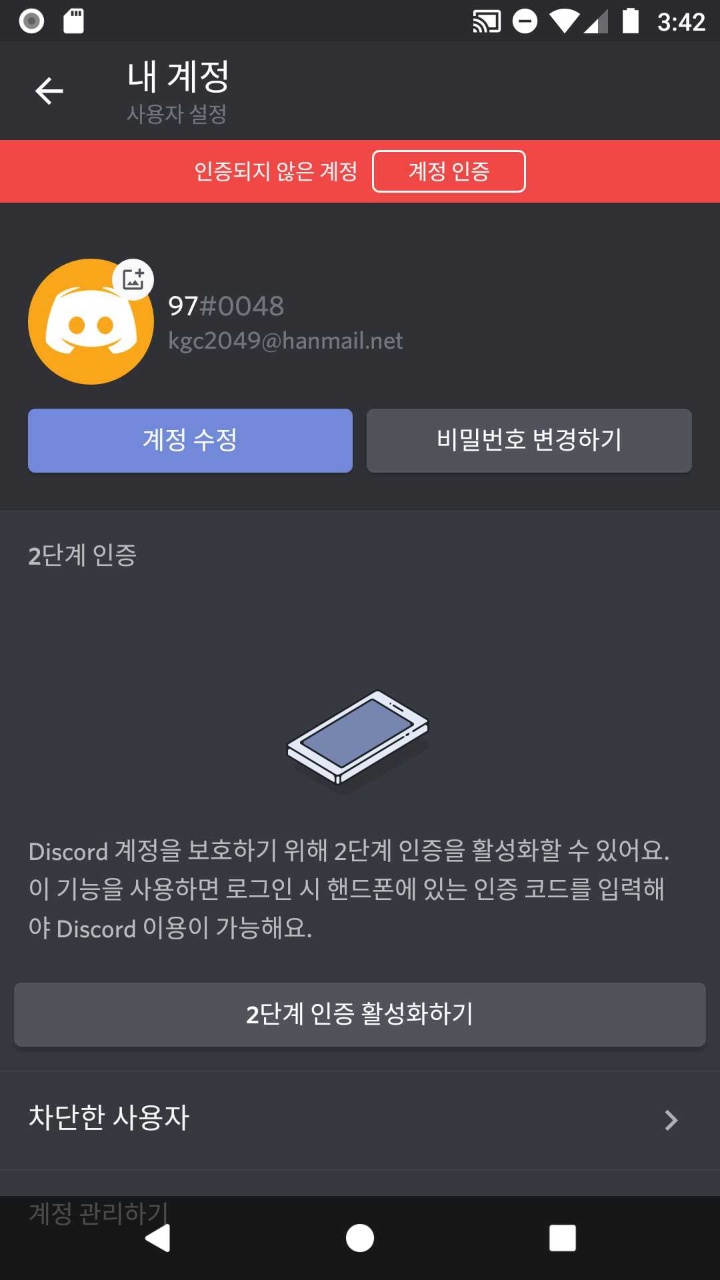 3:42
내 계정
사용자 설정
인증되지 않은 계정 계정 인증
97#0048
kgc2049@hanmail.net
계정 수정 비밀번호 변경하기
2단계 인증
Discord 계정을 보호하기 위해 2단계 인증을 활성화할 수 있어요.
이 기능을 사용하면 로그인 시 핸드폰에 있는 인증 코드를 입력해
야 Discord 이용이 가능해요.
2단계 인증 활성화하기
차단한 사용자
계정 관리하기